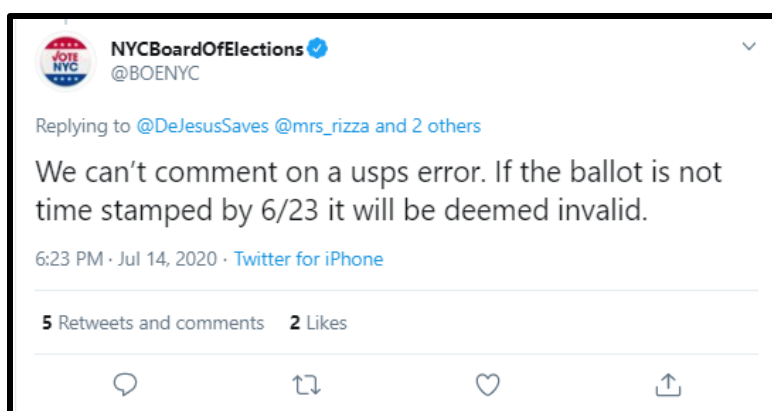 VOTE
NYC
NYCBoardOfElections
@BOENYC
Replying to @DeJesusSaves @mrs_rizza and 2 others
We can't comment on a usps error. If the ballot is not
time stamped by 6/23 it will be deemed invalid.
6:23 PM · Jul 14, 2020 · Twitter for iPhone
5 Retweets and comments 2 Likes